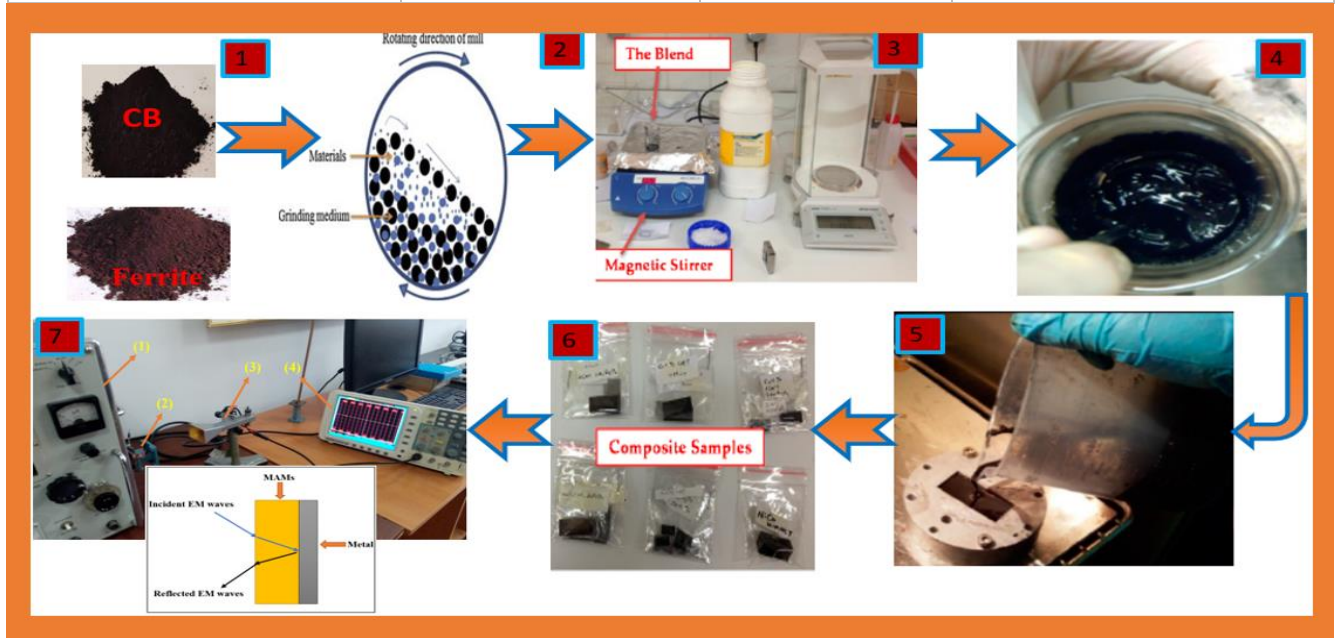 1
CB
Ferrite
2
Rotating direction of mill
Materials
Grinding medium
3
The Blend
Magnetic Stirrer
4
5
6
Composite Samples
7
(1)
(2)
(3)
(4)
MAMs
Incident EM waves
Metal
Reflected EM waves